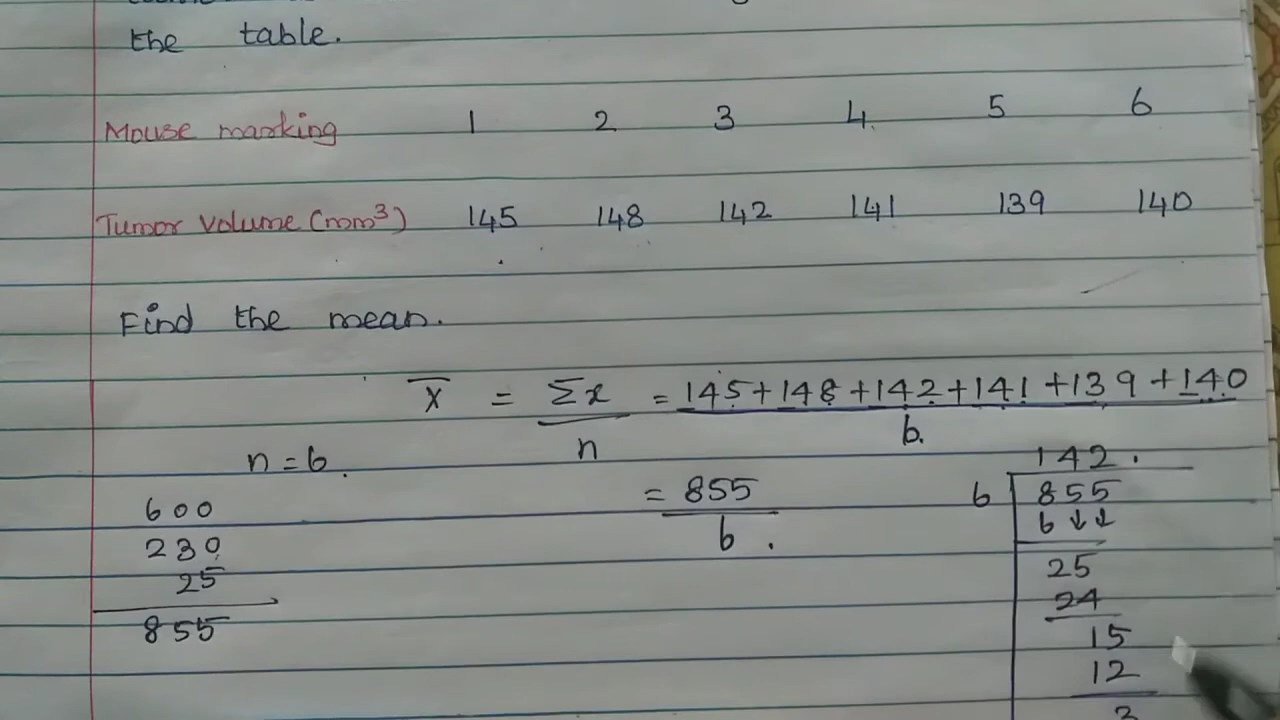 the table.
Mouse marking 1 2 3 4 5 6
Tumor volume (mm³) 145 148 142 141 139 140
Find the mean.
X̅ = Σx / n = 145+148+142+141+139+140 / 6.
n = 6.
= 855 / 6.
600
230
25
855
142.
6 855
6↓↓
25
24
15
12
3